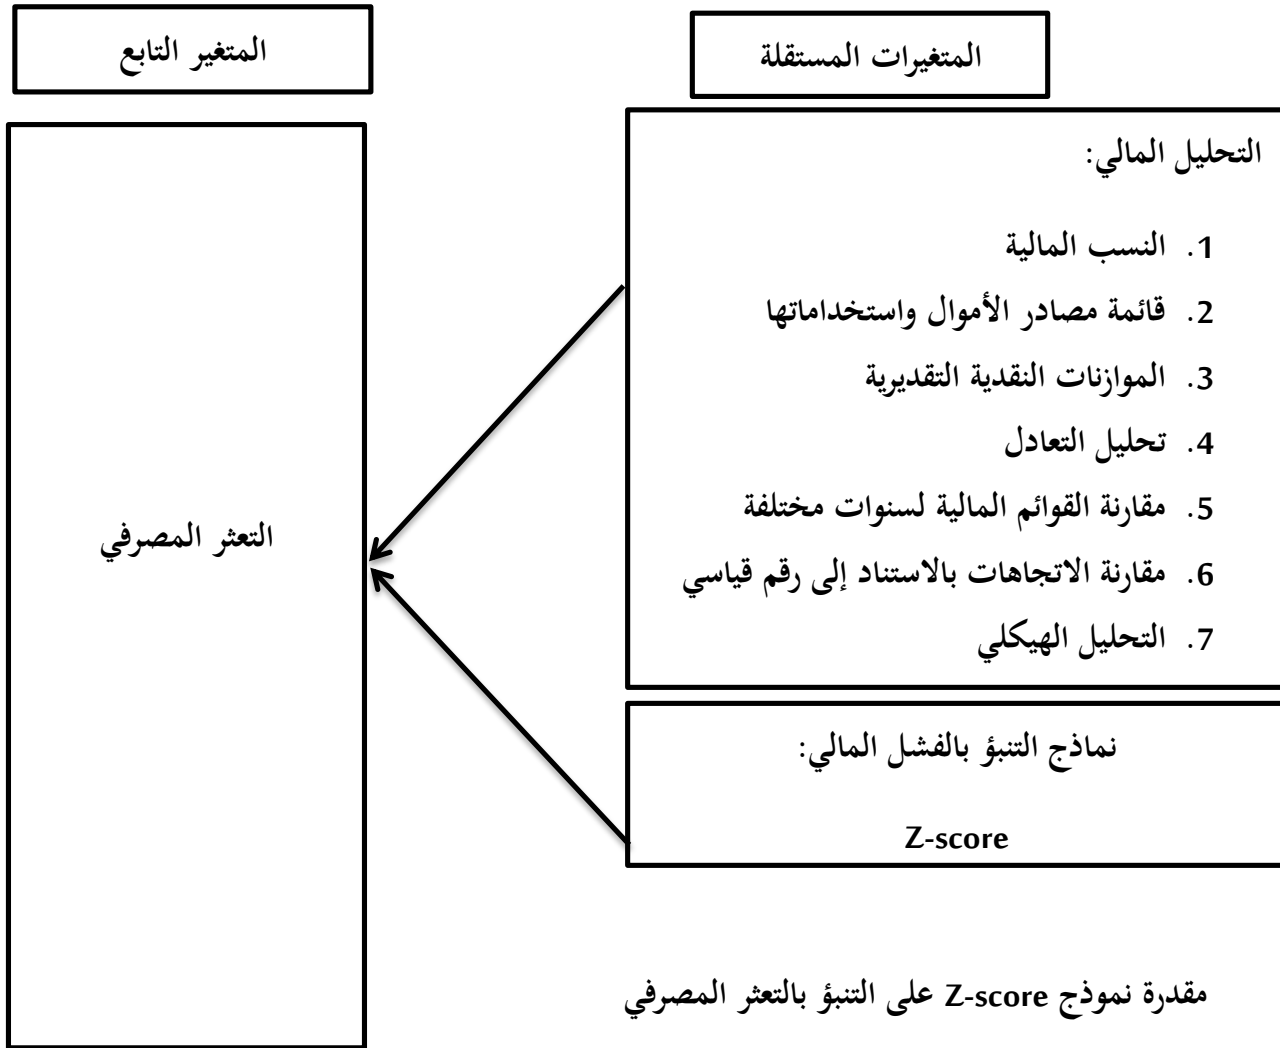 المتغيرات المستقلة
المتغير التابع
التحليل المالي:
1. النسب المالية
2. قائمة مصادر الأموال واستخداماتها
3. الموازنات النقدية التقديرية
4. تحليل التعادل
5. مقارنة القوائم المالية لسنوات مختلفة
6. مقارنة الاتجاهات بالاستناد إلى رقم قياسي
7. التحليل الهيكلي
نماذج التنبؤ بالفشل المالي:
Z-score
التعثر المصرفي
مقدرة نموذج Z-score على التنبؤ بالتعثر المصرفي